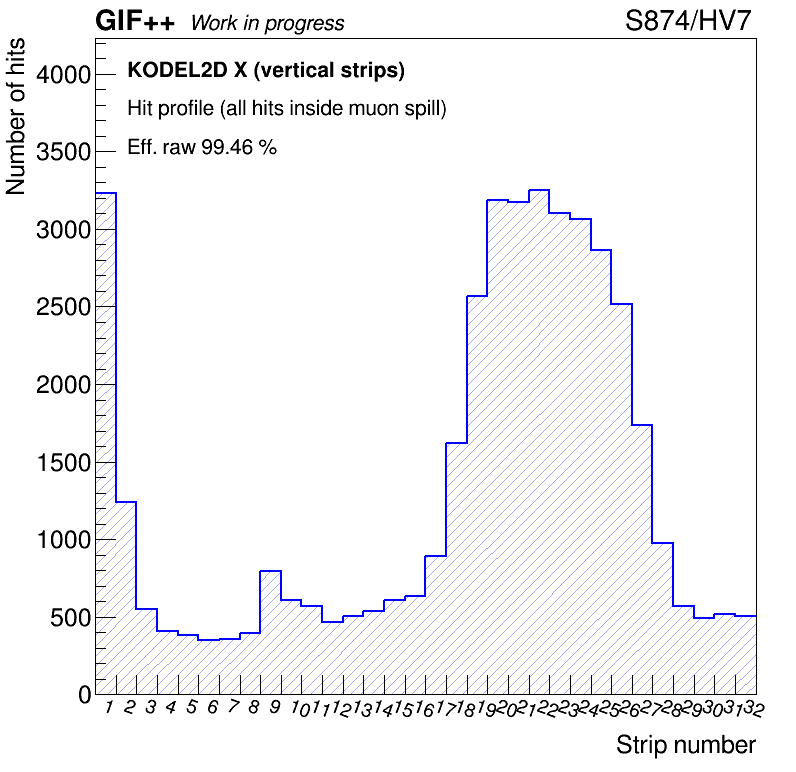 GIF++ Work in progress S874/HV7
Number of hits
KODEL2D X (vertical strips)
Hit profile (all hits inside muon spill)
Eff. raw 99.46 %
4000
3500
3000
2500
2000
1500
1000
500
0
1 2 3 4 5 6 7 8 9 10 11 12 13 14 15 16 17 18 19 20 21 22 23 24 25 26 27 28 29 30 31 32
Strip number